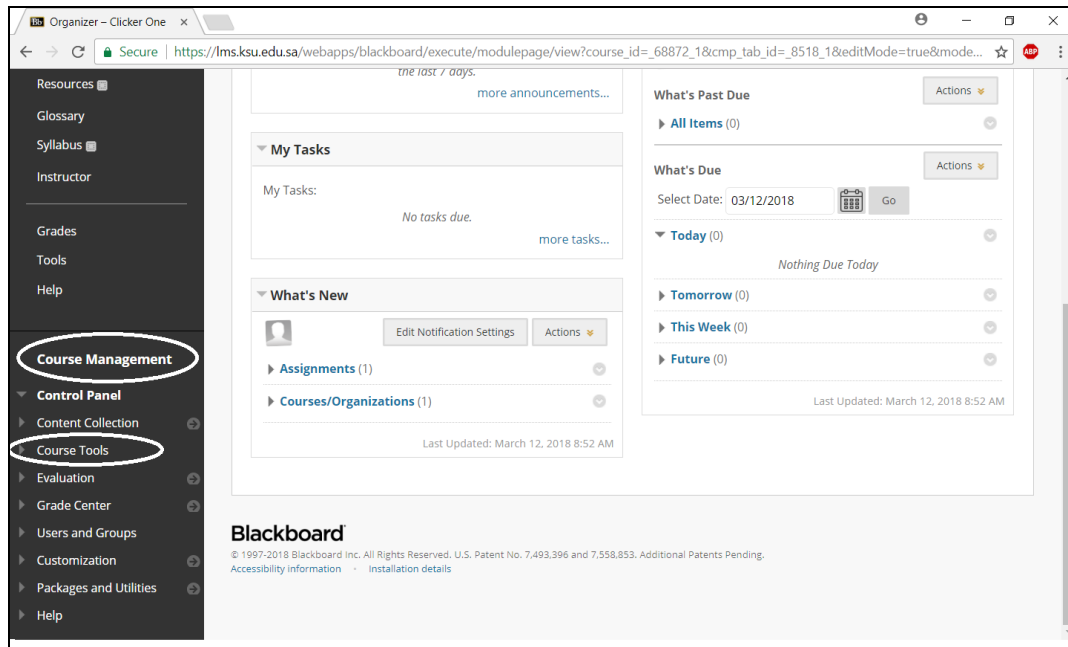 Bb Organizer – Clicker One ×
Secure | https://lms.ksu.edu.sa/webapps/blackboard/execute/modulepage/view?course_id=_68872_1&cmp_tab_id=_8518_1&editMode=true&mode...
ABP
Resources
Glossary
Syllabus
Instructor
Grades
Tools
Help
Course Management
Control Panel
Content Collection
Course Tools
Evaluation
Grade Center
Users and Groups
Customization
Packages and Utilities
Help
the last 7 days.
more announcements...
My Tasks
My Tasks:
No tasks due.
more tasks...
What's New
Edit Notification Settings
Actions
Assignments (1)
Courses/Organizations (1)
Last Updated: March 12, 2018 8:52 AM
What's Past Due
Actions
All Items (0)
What's Due
Actions
Select Date: 03/12/2018 Go
Today (0)
Nothing Due Today
Tomorrow (0)
This Week (0)
Future (0)
Last Updated: March 12, 2018 8:52 AM
Blackboard
© 1997-2018 Blackboard Inc. All Rights Reserved. U.S. Patent No. 7,493,396 and 7,558,853. Additional Patents Pending.
Accessibility information · Installation details